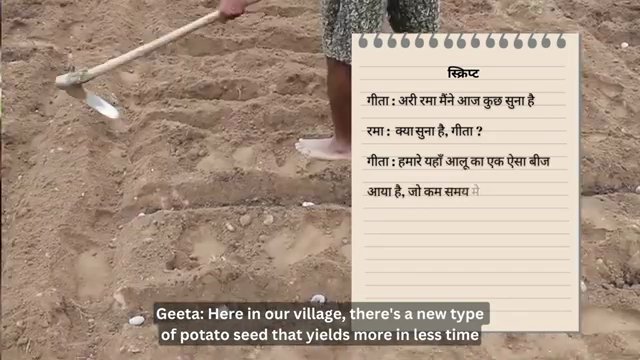 स्क्रिप्ट
गीता : अरी रमा मैंने आज कुछ सुना है
रमा : क्या सुना है, गीता ?
गीता : हमारे यहाँ आलू का एक ऐसा बीज
आया है, जो कम समय मे
Geeta: Here in our village, there's a new type
of potato seed that yields more in less time